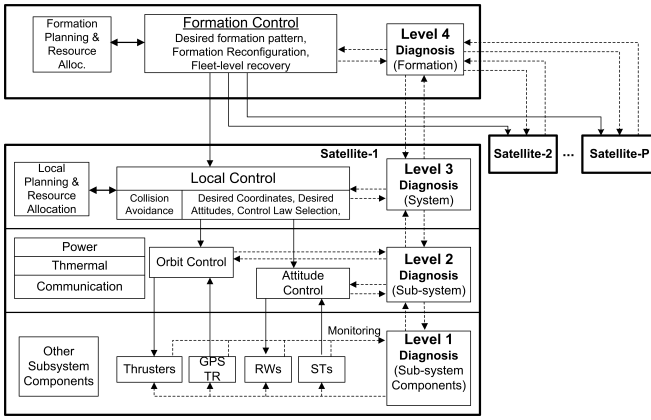 Formation
Planning &
Resource
Alloc.
Formation Control
Desired formation pattern,
Formation Reconfiguration,
Fleet-level recovery
Level 4
Diagnosis
(Formation)
Satellite-2
...
Satellite-P
Satellite-1
Local
Planning &
Resource
Allocation
Local Control
Collision
Avoidance
Desired Coordinates, Desired
Attitudes, Control Law Selection,
Level 3
Diagnosis
(System)
Power
Thmermal
Communication
Orbit Control
Attitude
Control
Level 2
Diagnosis
(Sub-system)
Other
Subsystem
Components
Monitoring
Thrusters
GPS
TR
RWs
STs
Level 1
Diagnosis
(Sub-system
Components)